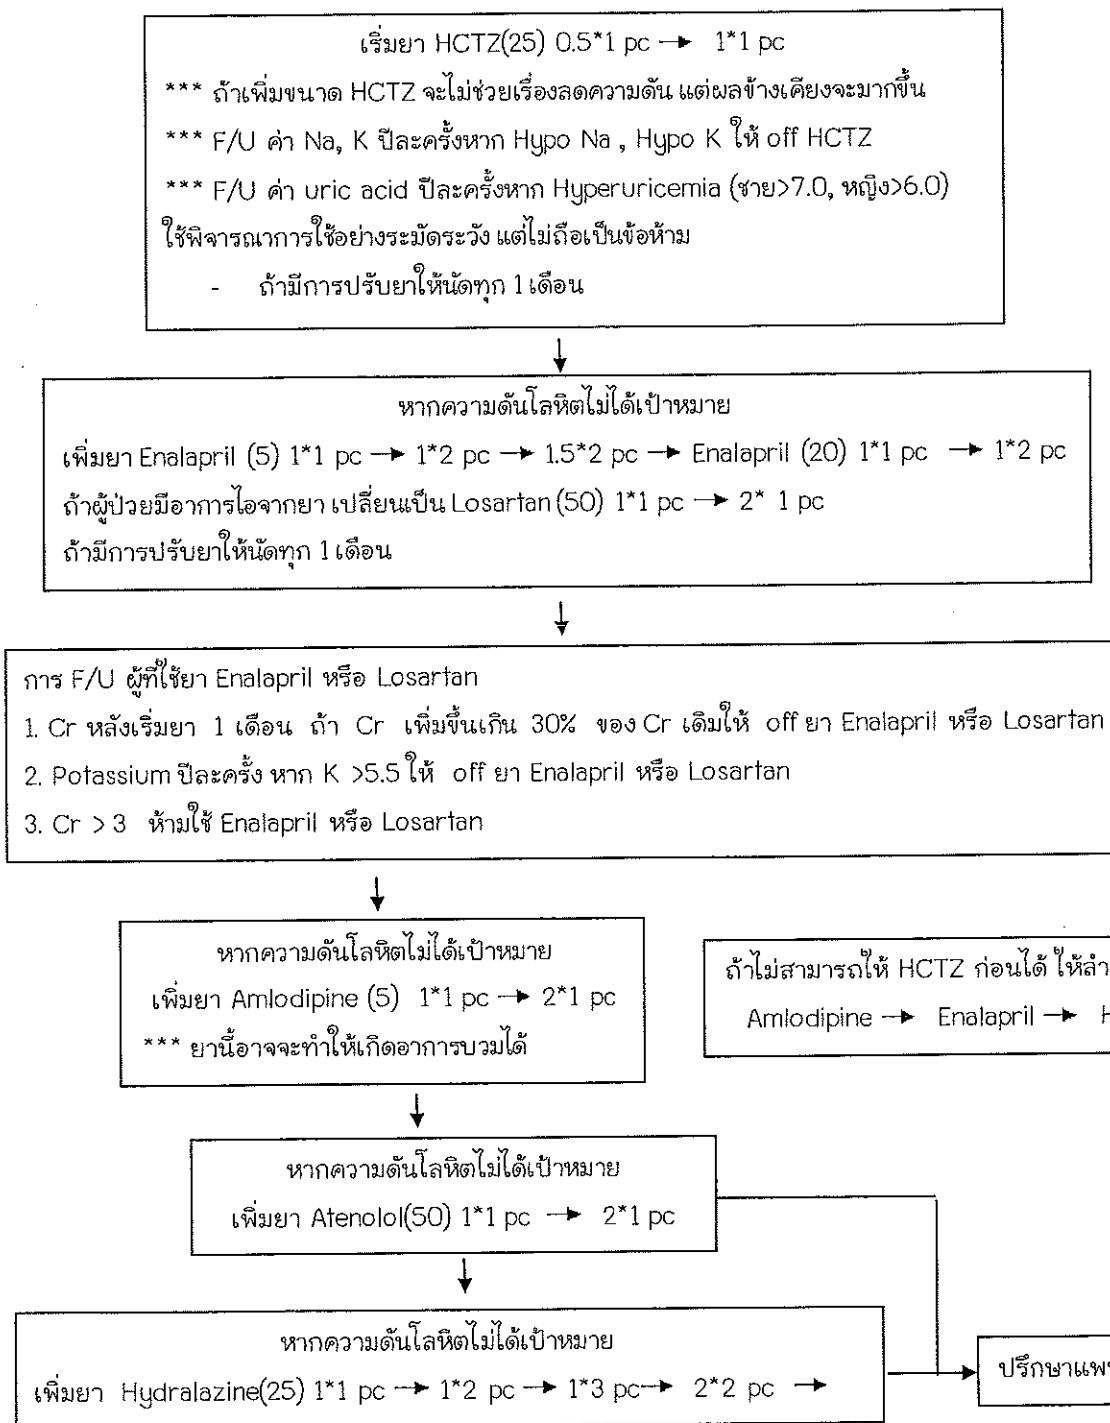 เริ่มยา HCTZ(25) 0.5*1 pc → 1*1 pc
*** ถ้าเพิ่มขนาด HCTZ จะไม่ช่วยเรื่องลดความดัน แต่ผลข้างเคียงจะมากขึ้น
*** F/U ค่า Na, K ปีละครั้งหาก Hypo Na , Hypo K ให้ off HCTZ
*** F/U ค่า uric acid ปีละครั้งหาก Hyperuricemia (ชาย>7.0, หญิง>6.0)
ใช้พิจารณาการใช้อย่างระมัดระวัง แต่ไม่ถือเป็นข้อห้าม
- ถ้ามีการปรับยาให้นัดทุก 1 เดือน
หากความดันโลหิตไม่ได้เป้าหมาย
เพิ่มยา Enalapril (5) 1*1 pc → 1*2 pc → 1.5*2 pc → Enalapril (20) 1*1 pc → 1*2 pc
ถ้าผู้ป่วยมีอาการไอจากยา เปลี่ยนเป็น Losartan (50) 1*1 pc → 2* 1 pc
ถ้ามีการปรับยาให้นัดทุก 1 เดือน
การ F/U ผู้ที่ใช้ยา Enalapril หรือ Losartan
1. Cr หลังเริ่มยา 1 เดือน ถ้า Cr เพิ่มขึ้นเกิน 30% ของ Cr เดิมให้ off ยา Enalapril หรือ Losartan
2. Potassium ปีละครั้ง หาก K >5.5 ให้ off ยา Enalapril หรือ Losartan
3. Cr > 3 ห้ามใช้ Enalapril หรือ Losartan
หากความดันโลหิตไม่ได้เป้าหมาย
เพิ่มยา Amlodipine (5) 1*1 pc → 2*1 pc
*** ยานี้อาจจะทำให้เกิดอาการบวมได้
ถ้าไม่สามารถให้ HCTZ ก่อนได้ ให้
Amlodipine → Enalapril →
หากความดันโลหิตไม่ได้เป้าหมาย
เพิ่มยา Atenolol(50) 1*1 pc → 2*1 pc
หากความดันโลหิตไม่ได้เป้าหมาย
เพิ่มยา Hydralazine(25) 1*1 pc → 1*2 pc → 1*3 pc → 2*2 pc →
ปรึกษา